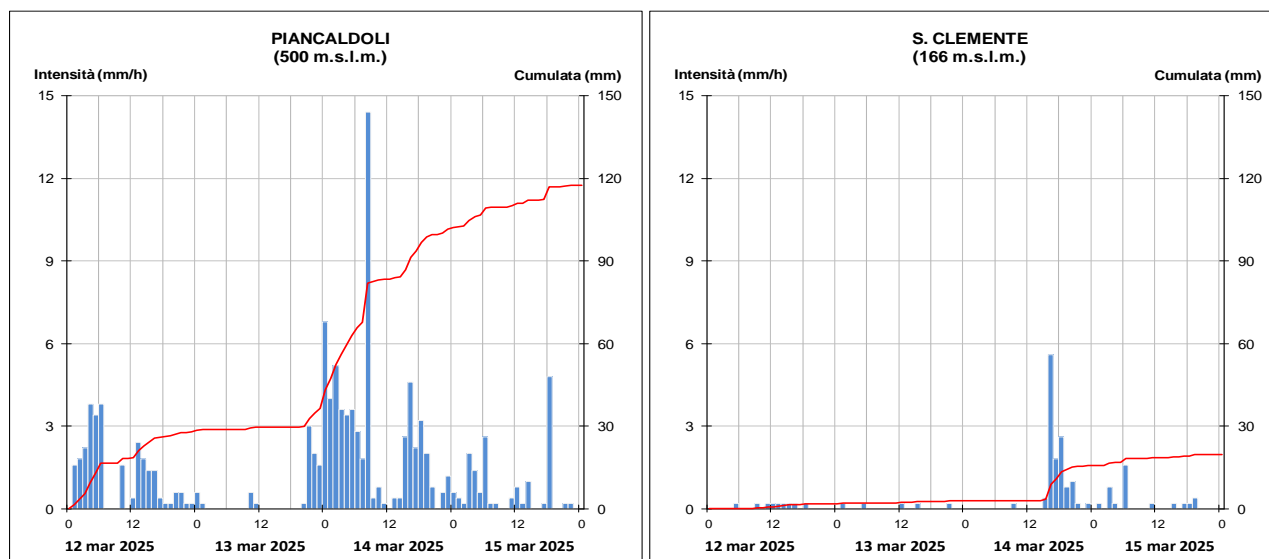 PIANCALDOLI
(500 m.s.l.m.)
Intensità (mm/h)
Cumulata (mm)
15
150
12
120
9
90
6
60
3
30
0
0
0 12 0 12 0 12 0 12 0
12 mar 2025 13 mar 2025 14 mar 2025 15 mar 2025
S. CLEMENTE
(166 m.s.l.m.)
Intensità (mm/h)
Cumulata (mm)
15
150
12
120
9
90
6
60
3
30
0
0
0 12 0 12 0 12 0 12 0
12 mar 2025 13 mar 2025 14 mar 2025 15 mar 2025